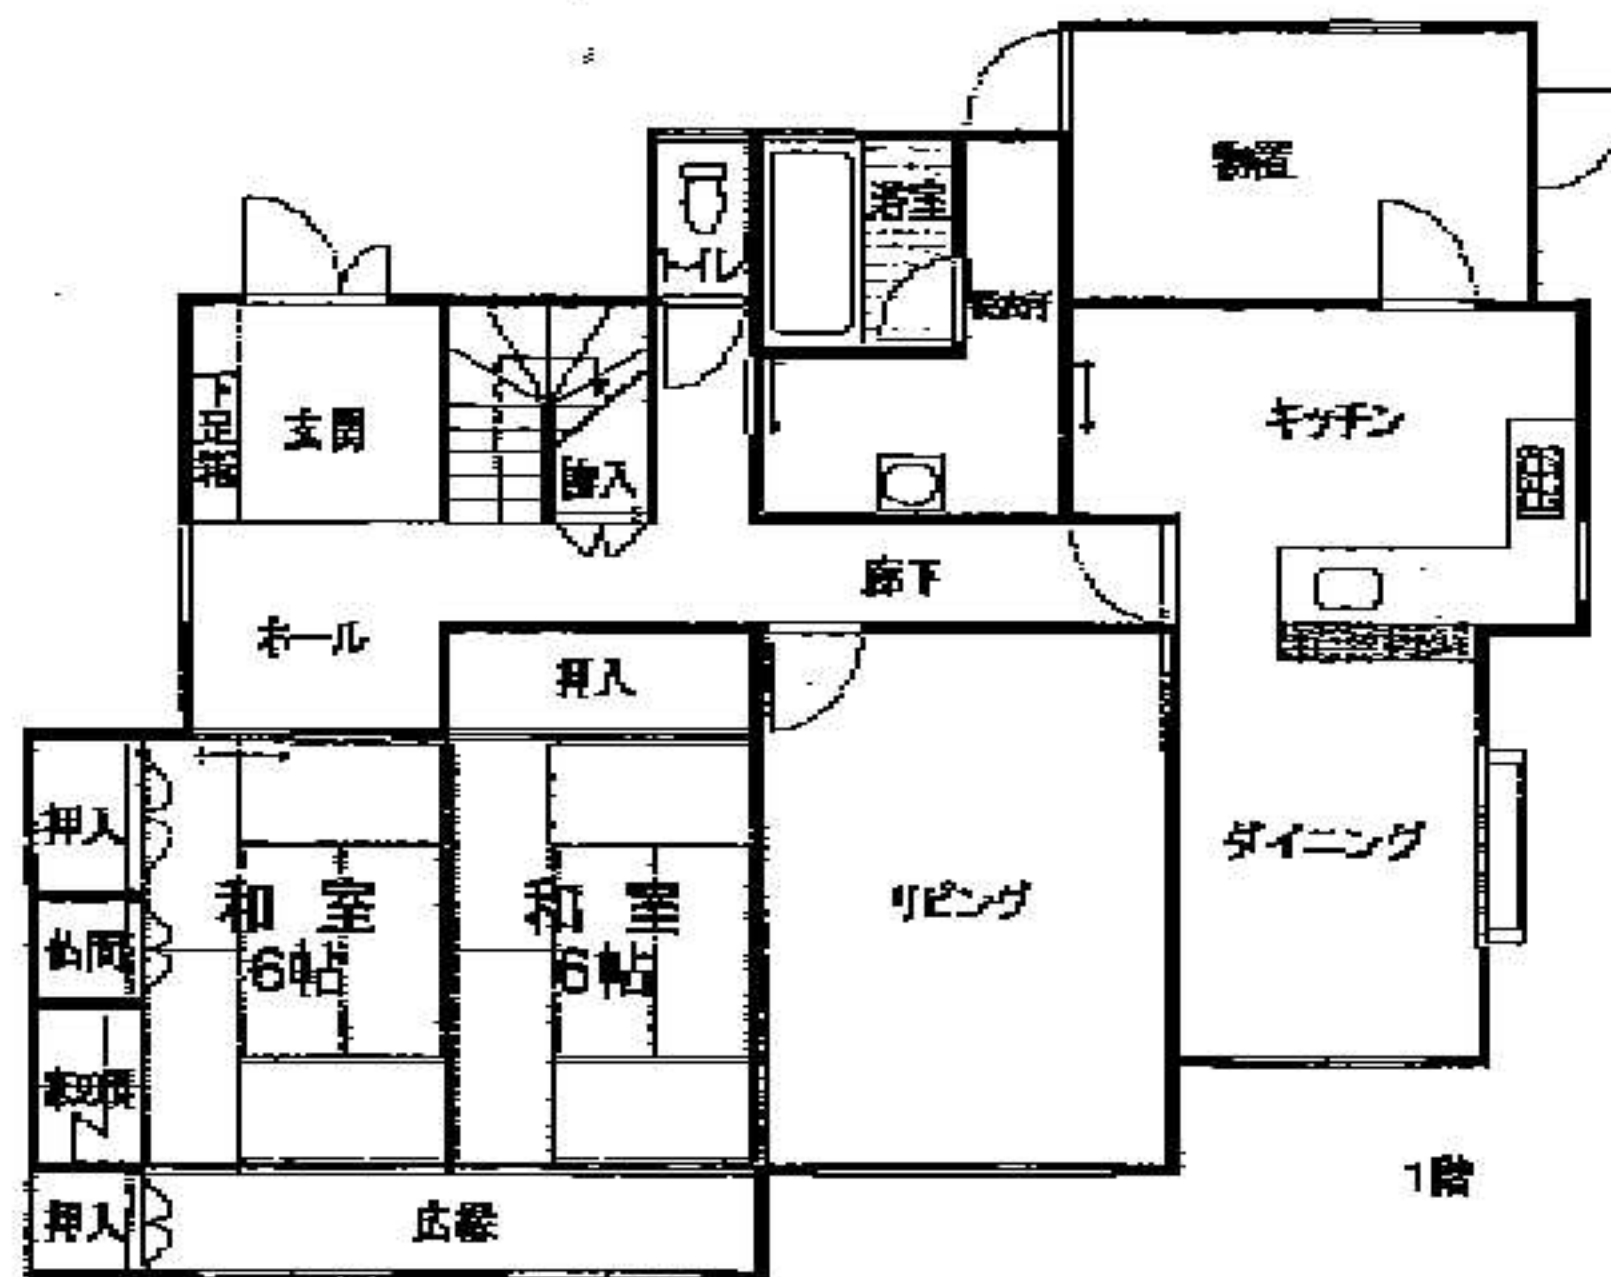 物置
浴室
トイレ
脱衣所
キッチン
玄関
下足箱
押入
廊下
ホール
押入
押入
ダイニング
和室
6帖
和室
6帖
リビング
仏間
床の間
押入
広縁
1階